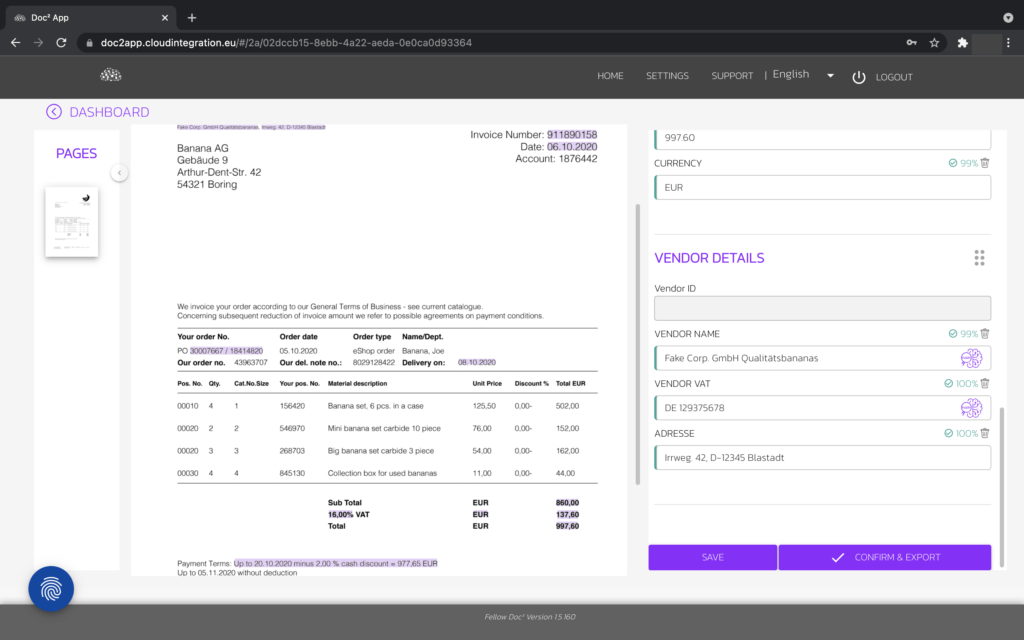 Doc² App
doc2app.cloudintegration.eu/#/2a/02dccb15-8ebb-4a22-aeda-0e0ca0d93364
HOME SETTINGS SUPPORT | English LOGOUT
DASHBOARD
PAGES
Fake Corp. GmbH Qualitätsbananas, Irrweg. 42, D-12345 Blastadt
Banana AG
Gebäude 9
Arthur-Dent-Str. 42
54321 Boring
Invoice Number: 911890158
Date: 06.10.2020
Account: 1876442
We invoice your order according to our General Terms of Business - see current catalogue.
Concerning subsequent reduction of invoice amount we refer to possible agreements on payment conditions.
Your order No. Order date Order type Name/Dept.
PO 30007667 / 18414820 05.10.2020 eShop order Banana, Joe
Our order no. 43963707 Our del. note no.: 8029128422 Delivery on: 08.10.2020
Pos. No. Qty. Cat.No.Size Your pos. No. Material description Unit Price Discount % Total EUR
00010 4 1 156420 Banana set, 6 pcs. in a case 125,50 0,00- 502,00
00020 2 2 546970 Mini banana set carbide 10 piece 76,00 0,00- 152,00
00020 3 3 268703 Big banana set carbide 3 piece 54,00 0,00- 162,00
00030 4 4 845130 Collection box for used bananas 11,00 0,00- 44,00
Sub Total EUR 860,00
16,00% VAT EUR 137,60
Total EUR 997,60
Payment Terms: Up to 20.10.2020 minus 2,00 % cash discount = 977,65 EUR
Up to 05.11.2020 without deduction
997.60
CURRENCY 99%
EUR
VENDOR DETAILS
Vendor ID
VENDOR NAME 99%
Fake Corp. GmbH Qualitätsbananas
VENDOR VAT 100%
DE 129375678
ADRESSE 100%
Irrweg. 42, D-12345 Blastadt
SAVE CONFIRM & EXPORT
Fellow Doc² Version 1.5.160